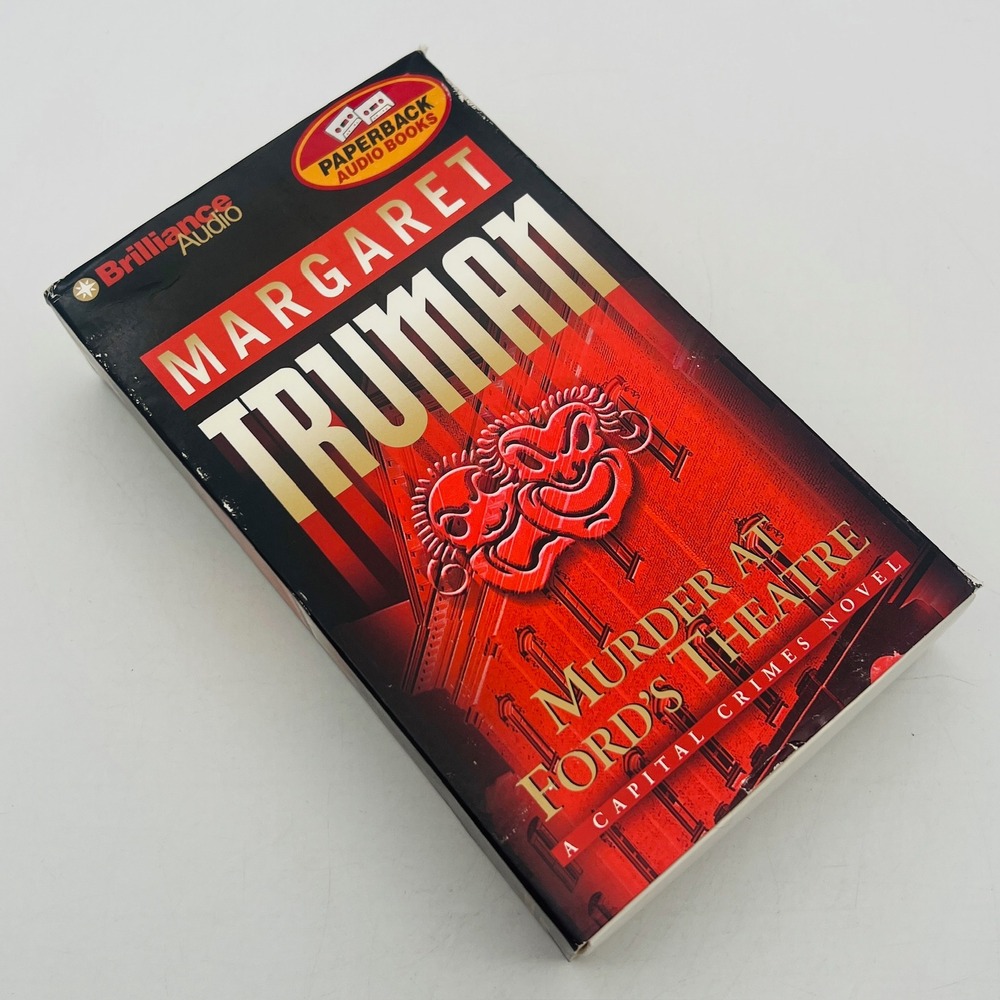 PAPERBACK
AUDIO BOOKS
Brilliance
Audio
MARGARET
TRUMAN
MURDER AT
FORD'S THEATRE
A CAPITAL CRIMES NOVEL